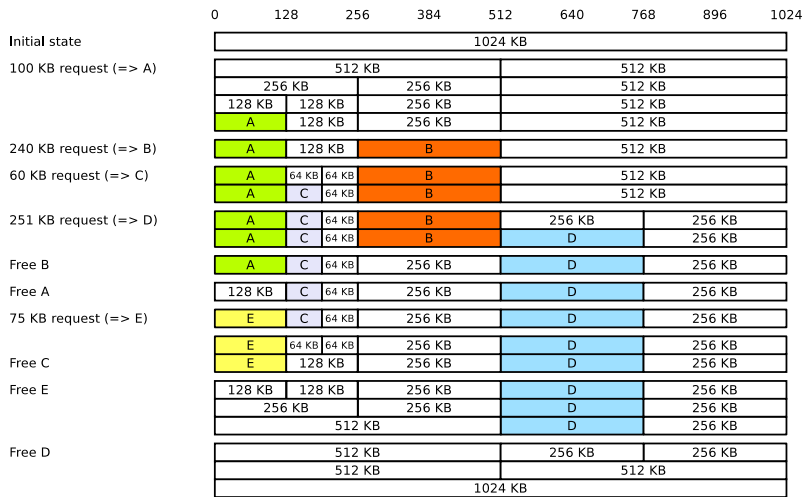 0 128 256 384 512 640 768 896 1024
Initial state 1024 KB
100 KB request (=> A) 512 KB 512 KB
256 KB 256 KB 512 KB
128 KB 128 KB 256 KB 512 KB
A 128 KB 256 KB 512 KB
240 KB request (=> B) A 128 KB B 512 KB
60 KB request (=> C) A 64 KB 64 KB B 512 KB
A C 64 KB B 512 KB
251 KB request (=> D) A C 64 KB B 256 KB 256 KB
A C 64 KB B D 256 KB
Free B A C 64 KB 256 KB D 256 KB
Free A 128 KB C 64 KB 256 KB D 256 KB
75 KB request (=> E) E C 64 KB 256 KB D 256 KB
E 64 KB 64 KB 256 KB D 256 KB
Free C E 128 KB 256 KB D 256 KB
Free E 128 KB 128 KB 256 KB D 256 KB
256 KB 256 KB D 256 KB
512 KB D 256 KB
Free D 512 KB 256 KB 256 KB
512 KB 512 KB
1024 KB